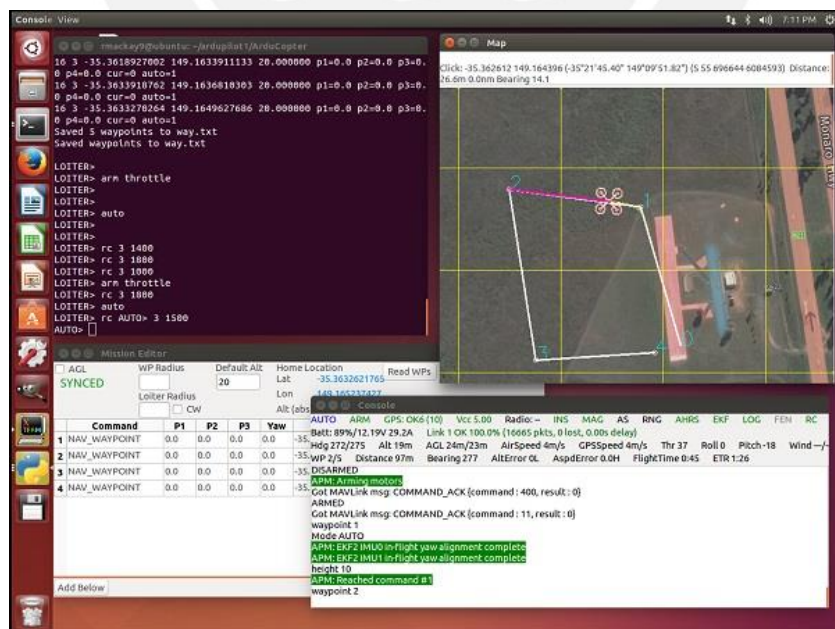 Console View
7:11 PM
rmackay9@ubuntu: ~/ardupilot1/ArduCopter
16 3 -35.3618927002 149.1633911133 20.000000 p1=0.0 p2=0.0 p3=0.
0 p4=0.0 cur=0 auto=1
16 3 -35.3633918762 149.1636810303 20.000000 p1=0.0 p2=0.0 p3=0.
0 p4=0.0 cur=0 auto=1
16 3 -35.3633270264 149.1649627686 20.000000 p1=0.0 p2=0.0 p3=0.
0 p4=0.0 cur=0 auto=1
Saved 5 waypoints to way.txt
Saved waypoints to way.txt
LOITER>
LOITER> arm throttle
LOITER>
LOITER>
LOITER> auto
LOITER>
LOITER> rc 3 1400
LOITER> rc 3 1800
LOITER> rc 3 1000
LOITER> arm throttle
LOITER> rc 3 1800
LOITER> auto
LOITER> rc AUTO> 3 1500
AUTO>
Map
Click: -35.362612 149.164396 (-35°21'45.40" 149°09'51.82") (S 55 696644 6084593) Distance:
26.6m 0.0nm Bearing 14.1
2
1
3
4
Monaro Hwy
Mission Editor
AGL
WP Radius
Default Alt
Home Location
Read WPs
SYNCED
20
Lat -35.3632621765
Loiter Radius
Lon 149.165237427
CW
Alt (abs
Command P1 P2 P3 Yaw
1 NAV_WAYPOINT 0.0 0.0 0.0 0.0 -35.
2 NAV_WAYPOINT 0.0 0.0 0.0 0.0 -35.
3 NAV_WAYPOINT 0.0 0.0 0.0 0.0 -35.
4 NAV_WAYPOINT 0.0 0.0 0.0 0.0 -35.
Add Below
Console
AUTO ARM GPS: OK6 (10) Vcc 5.00 Radio: -- INS MAG AS RNG AHRS EKF LOG FEN RC
Batt: 89%/12.19V 29.2A Link 1 OK 100.0% (16665 pkts, 0 lost, 0.00s delay)
Hdg 272/275 Alt 19m AGL 24m/23m AirSpeed 4m/s GPSSpeed 4m/s Thr 37 Roll 0 Pitch -18 Wind ---/-
WP 2/5 Distance 97m Bearing 277 AltError 0L AspdError 0.0H FlightTime 0:45 ETR 1:26
DISARMED
APM: Arming motors
Got MAVLink msg: COMMAND_ACK {command : 400, result : 0}
ARMED
Got MAVLink msg: COMMAND_ACK {command : 11, result : 0}
waypoint 1
Mode AUTO
APM: EKF2 IMU0 in-flight yaw alignment complete
APM: EKF2 IMU1 in-flight yaw alignment complete
height 10
APM: Reached command #1
waypoint 2